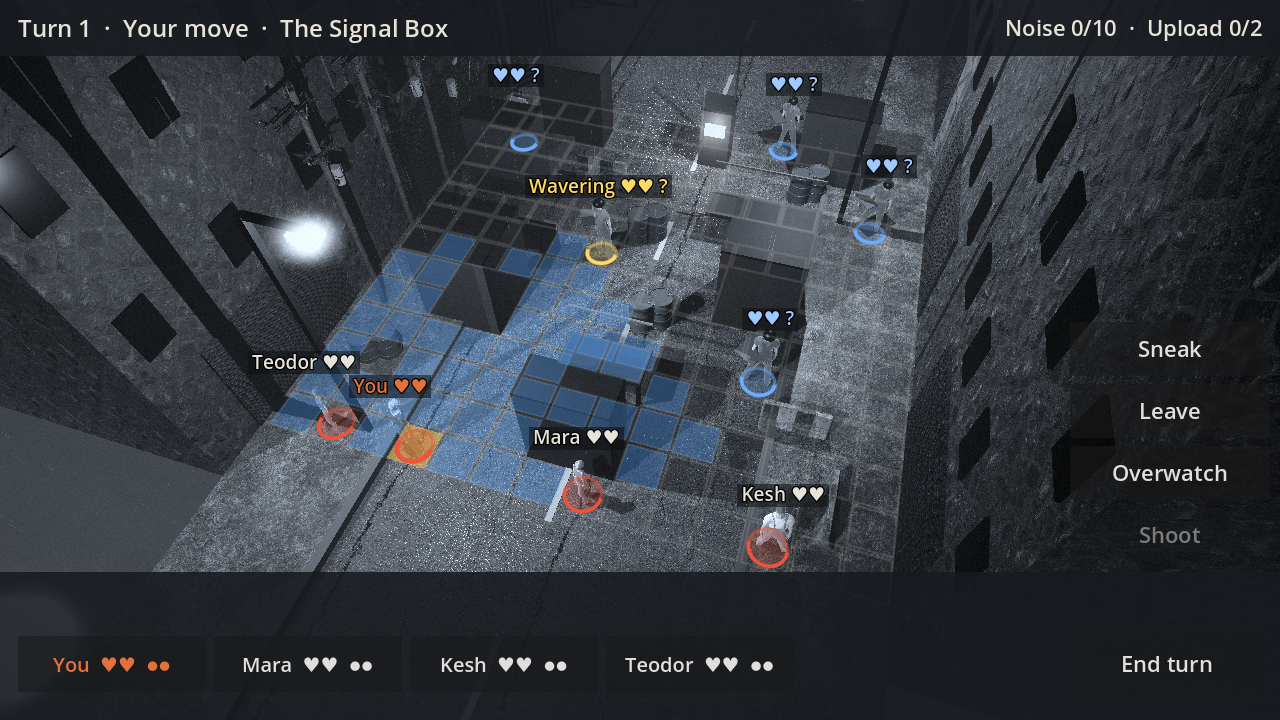 Turn 1 · Your move · The Signal Box
Noise 0/10 · Upload 0/2
♥♥ ?
♥♥ ?
♥♥ ?
Wavering ♥♥ ?
♥♥ ?
Teodor ♥♥
You ♥♥
Mara ♥♥
Kesh ♥♥
Sneak
Leave
Overwatch
Shoot
You ♥♥ ●●
Mara ♥♥ ●●
Kesh ♥♥ ●●
Teodor ♥♥ ●●
End turn